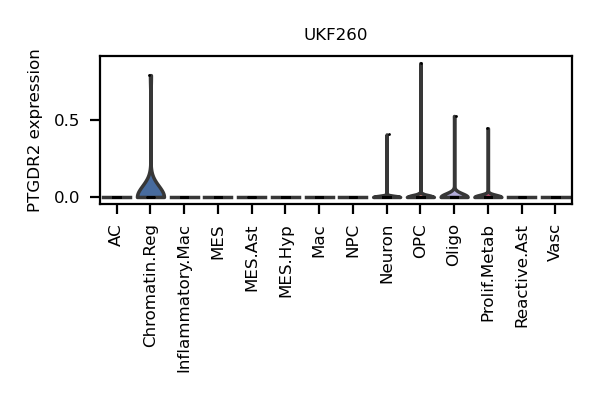 UKF260
PTGDR2 expression
0.5
0.0
AC
Chromatin.Reg
Inflammatory.Mac
MES
MES.Ast
MES.Hyp
Mac
NPC
Neuron
OPC
Oligo
Prolif.Metab
Reactive.Ast
Vasc